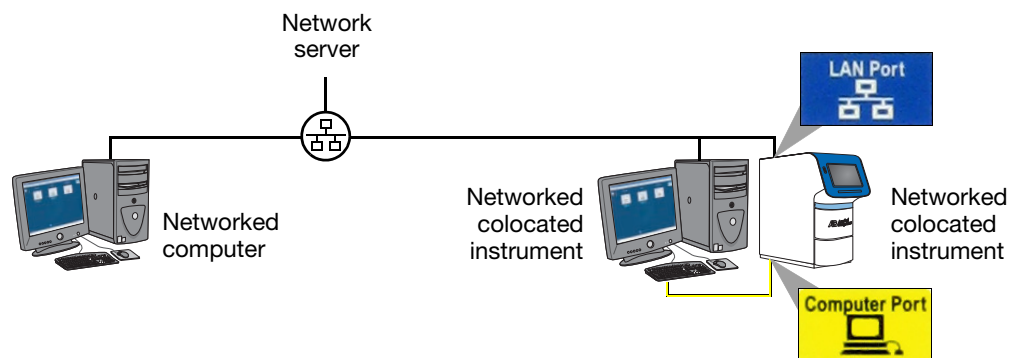 Network
server
LAN Port
Networked
computer
Networked
colocated
instrument
Networked
colocated
instrument
Computer Port